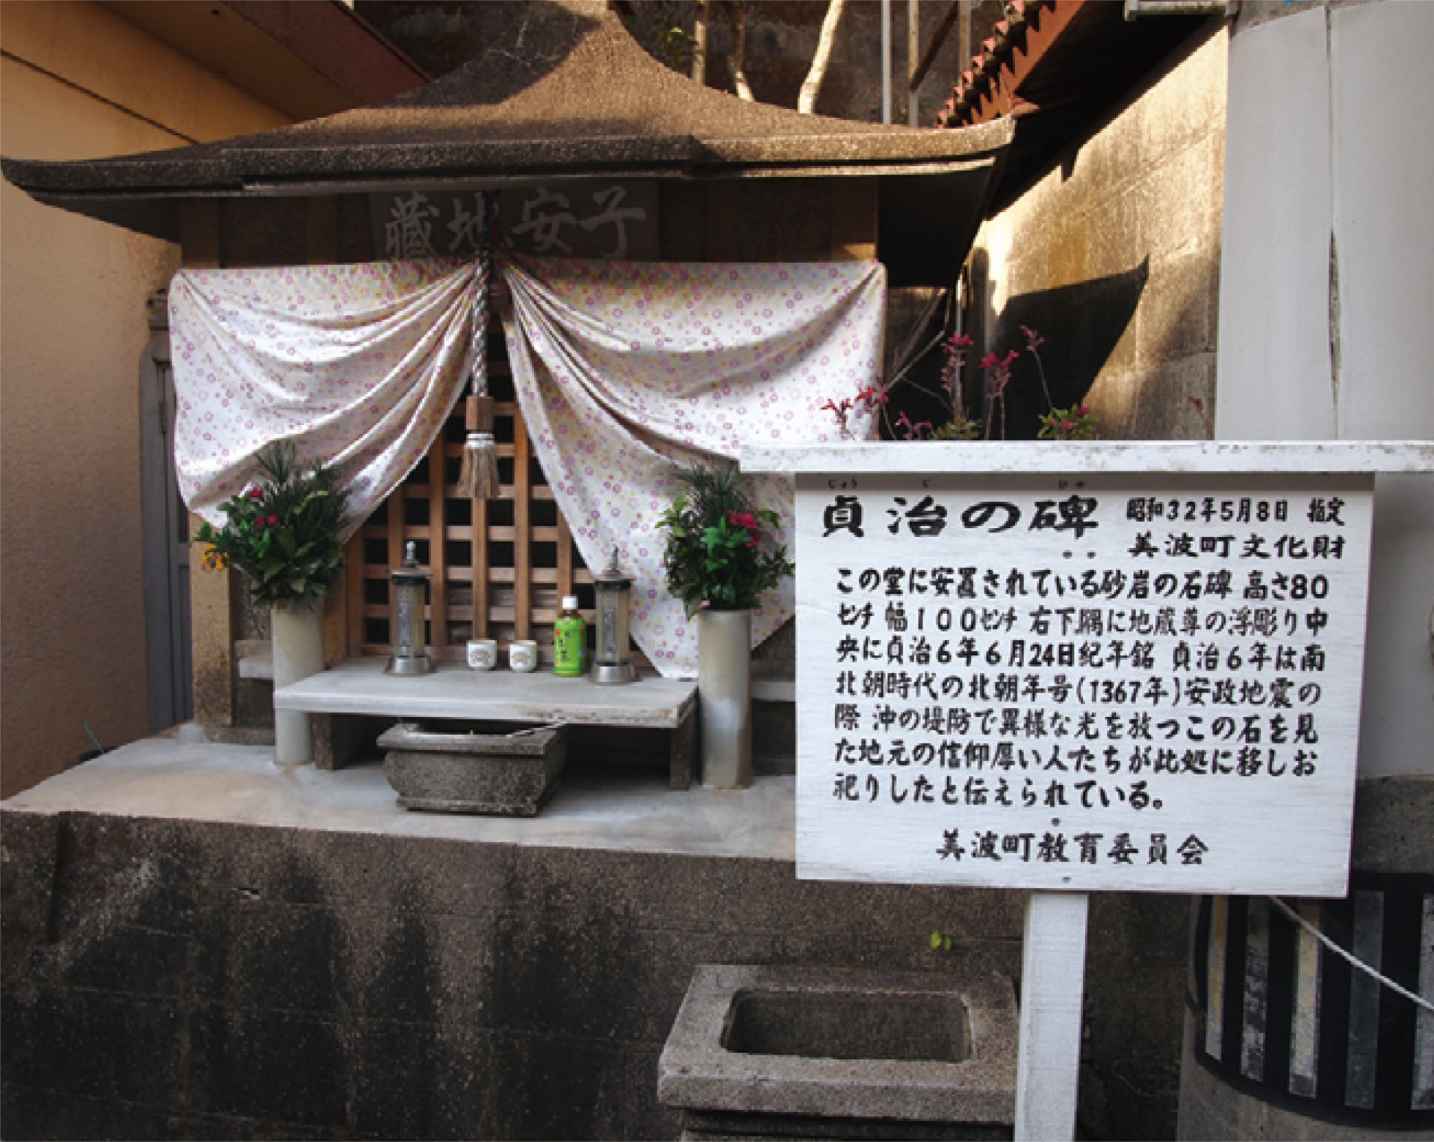 子安地蔵
じょう じ ひ
貞治の碑
昭和32年5月8日 指定
美波町文化財
この堂に安置されている砂岩の石碑 高さ80
センチ 幅100センチ 右下隅に地蔵尊の浮彫り中
央に貞治6年6月24日紀年銘 貞治6年は南
北朝時代の北朝年号(1367年)安政地震の
際 沖の堤防で異様な光を放つこの石を見
た地元の信仰厚い人たちが此処に移しお
祀りしたと伝えられている。
美波町教育委員会